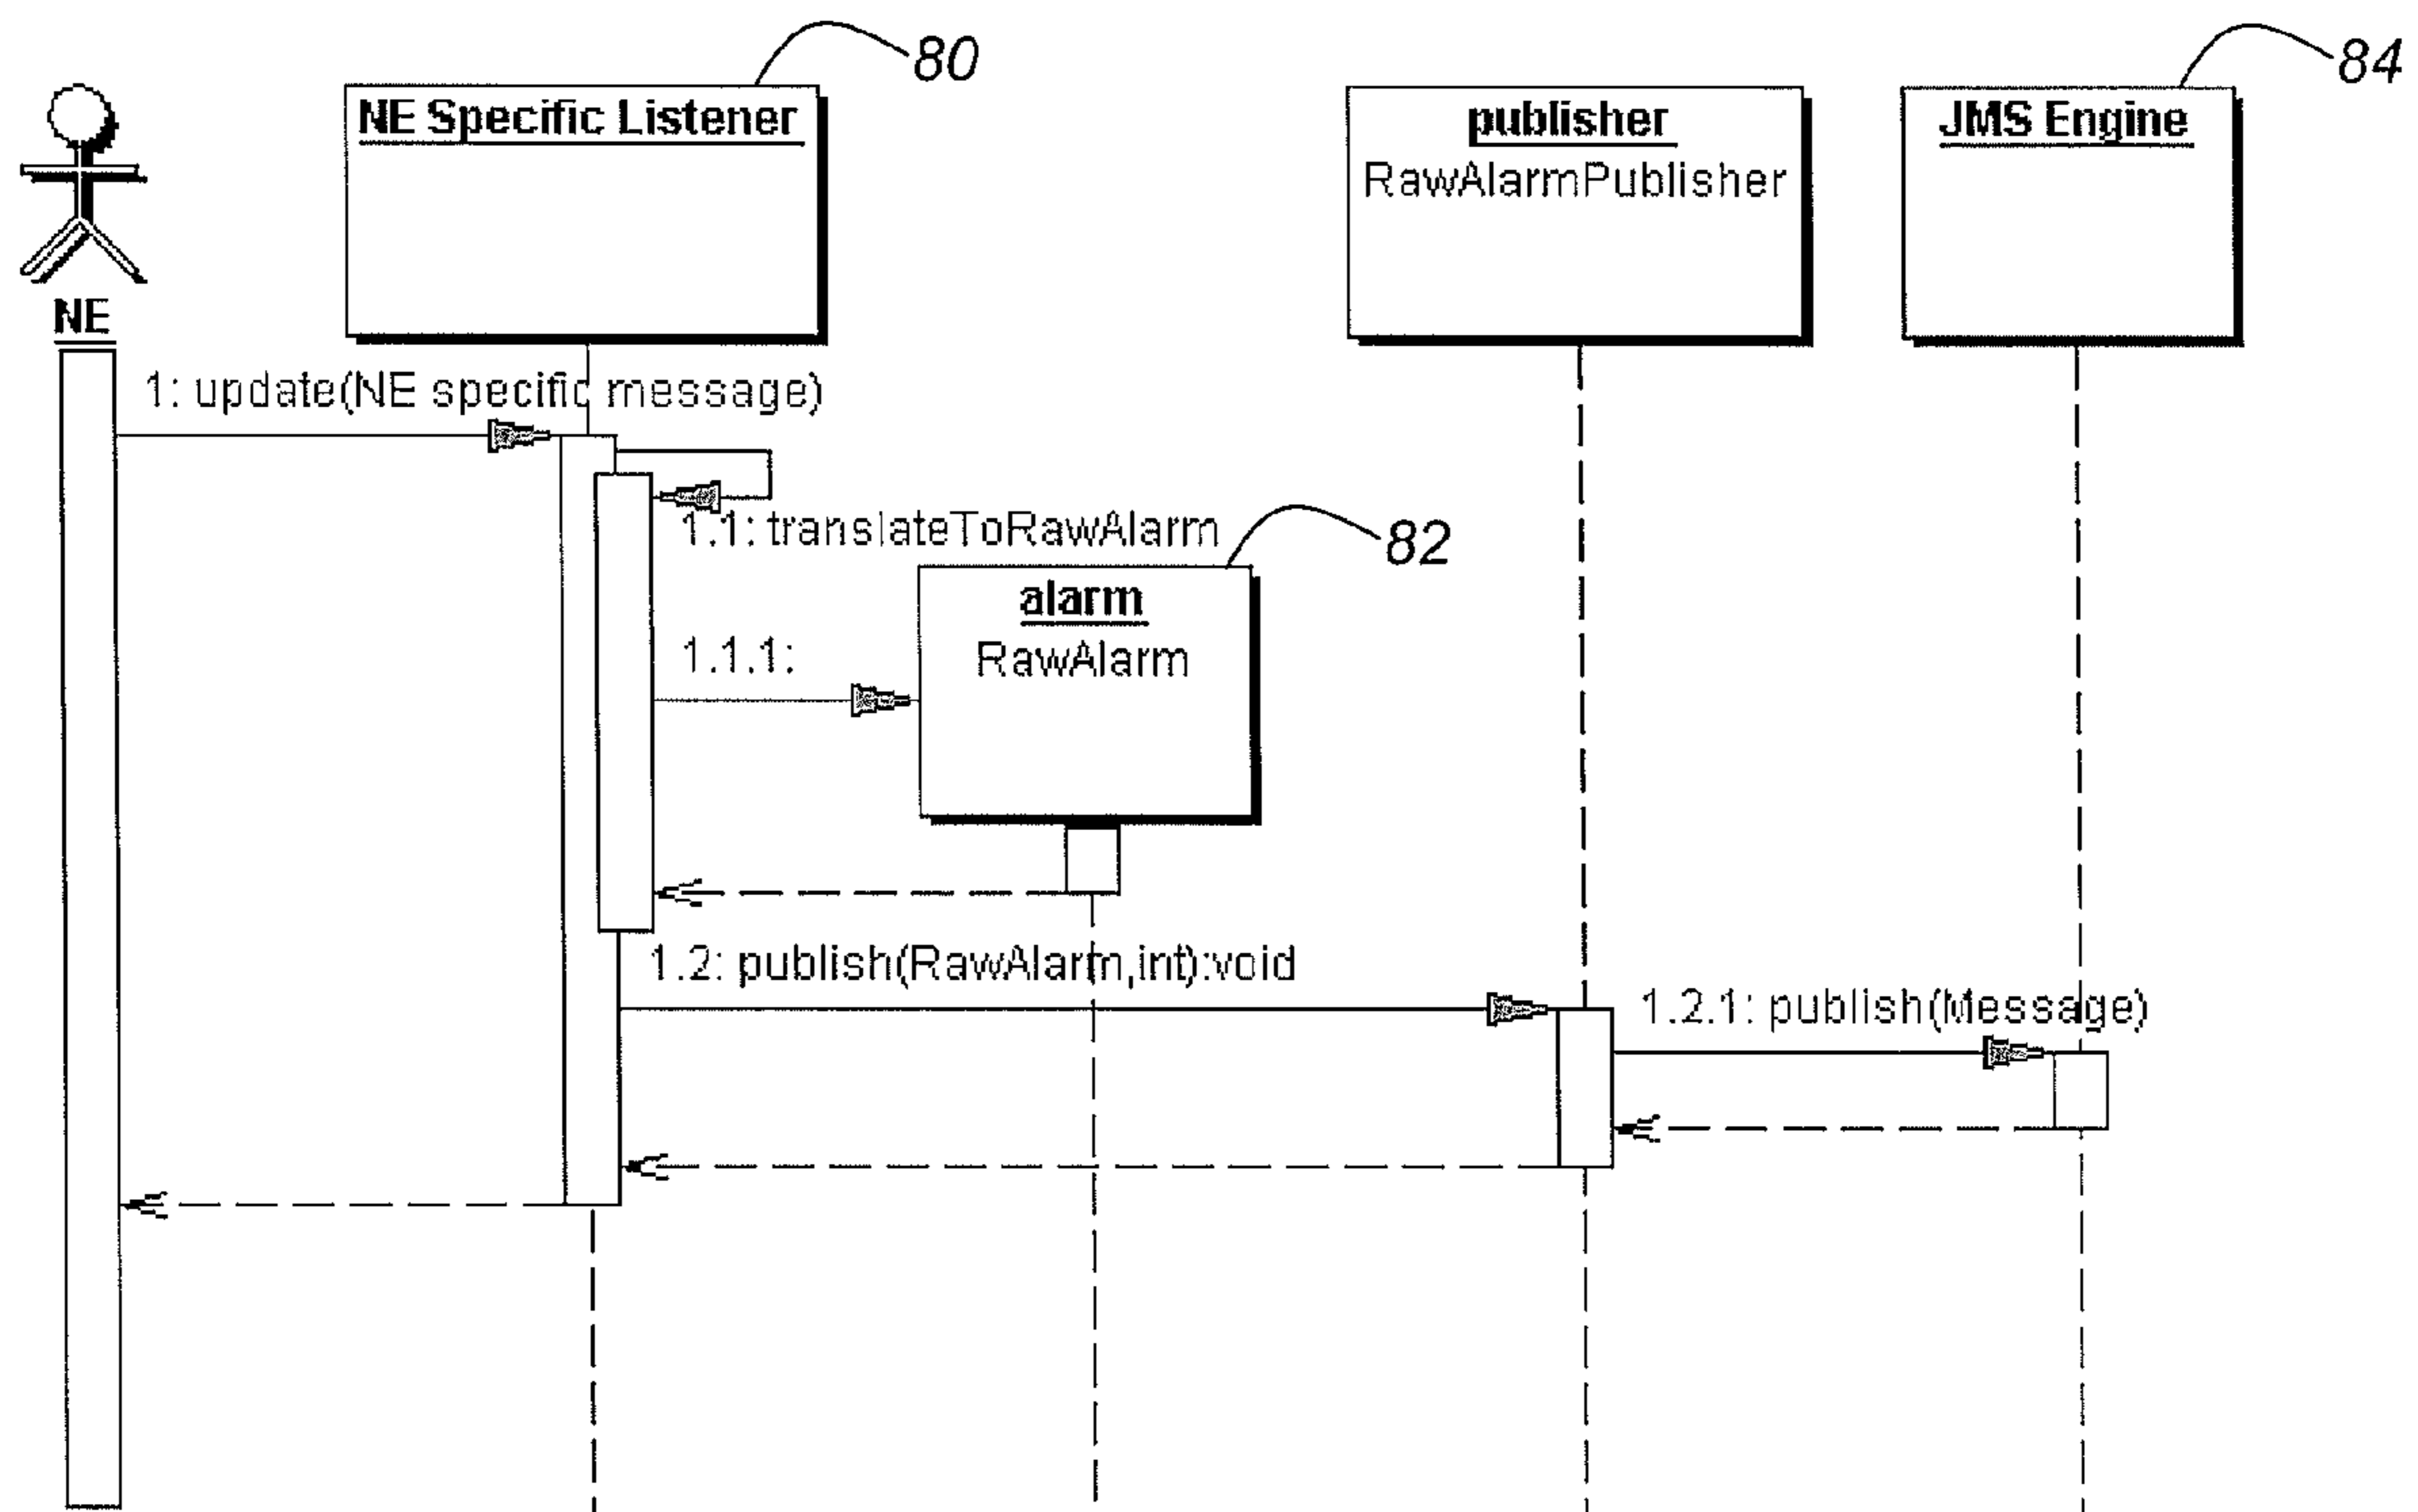 80
84
NE Specific Listener
publisher
RawAlarmPublisher
JMS Engine
NE
1: update(NE specific message)
1.1: translateToRawAlarm
82
alarm
RawAlarm
1.1.1:
1.2: publish(RawAlarm,int):void
1.2.1: publish(Message)